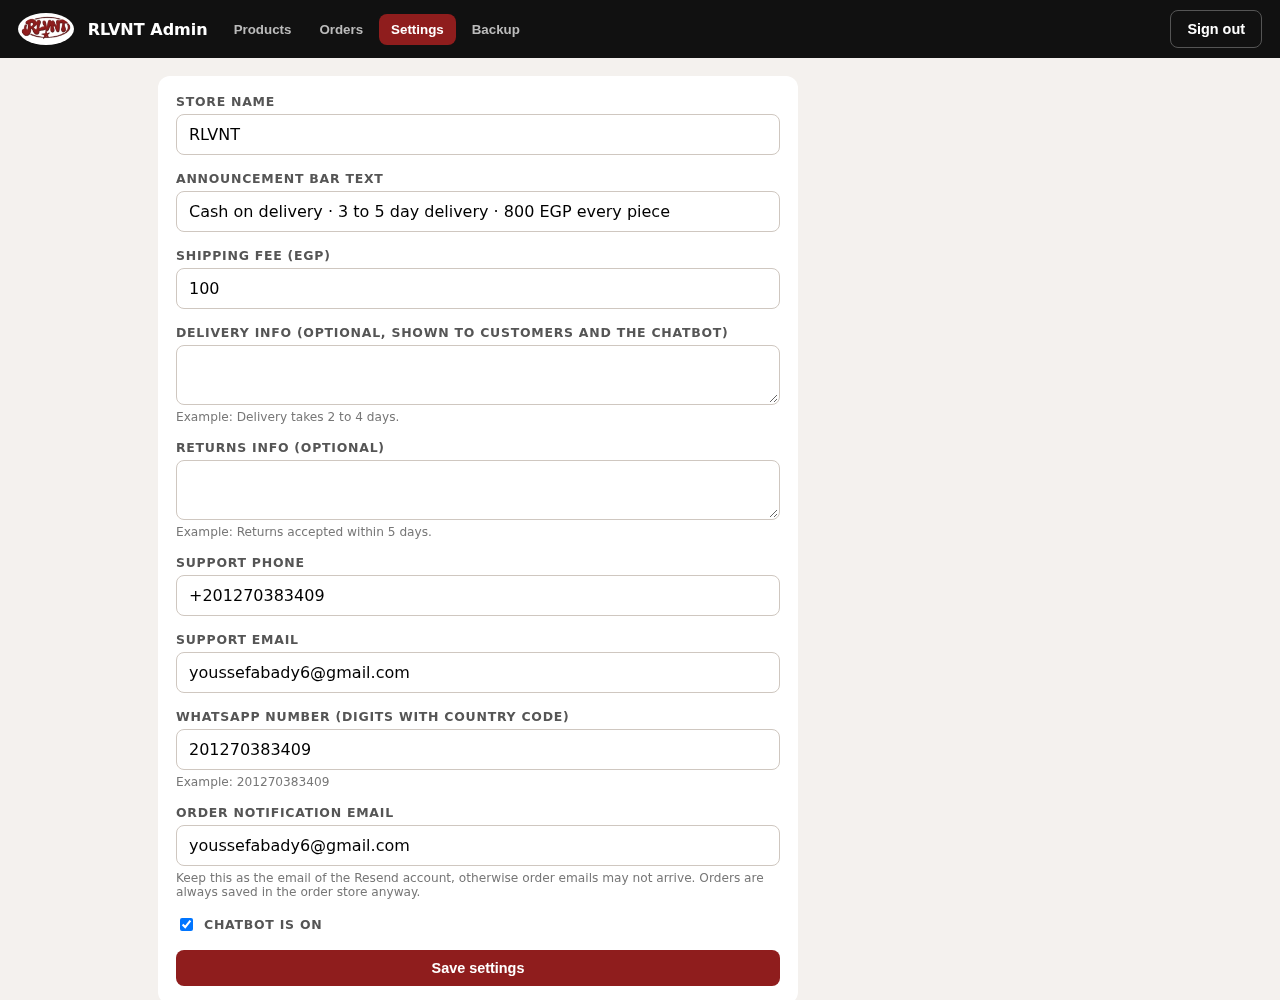 RLVNT
RLVNT Admin
Products
Orders
Settings
Backup
Sign out
STORE NAME
RLVNT
ANNOUNCEMENT BAR TEXT
Cash on delivery · 3 to 5 day delivery · 800 EGP every piece
SHIPPING FEE (EGP)
100
DELIVERY INFO (OPTIONAL, SHOWN TO CUSTOMERS AND THE CHATBOT)
Example: Delivery takes 2 to 4 days.
RETURNS INFO (OPTIONAL)
Example: Returns accepted within 5 days.
SUPPORT PHONE
+201270383409
SUPPORT EMAIL
youssefabady6@gmail.com
WHATSAPP NUMBER (DIGITS WITH COUNTRY CODE)
201270383409
Example: 201270383409
ORDER NOTIFICATION EMAIL
youssefabady6@gmail.com
Keep this as the email of the Resend account, otherwise order emails may not arrive. Orders are
always saved in the order store anyway.
CHATBOT IS ON
Save settings